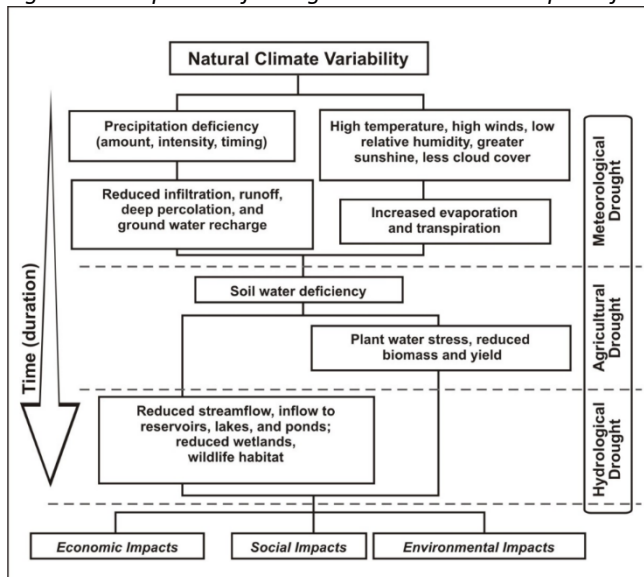 Natural Climate Variability
Precipitation deficiency
(amount, intensity, timing)
High temperature, high winds, low
relative humidity, greater
sunshine, less cloud cover
Reduced infiltration, runoff,
deep percolation, and
ground water recharge
Increased evaporation
and transpiration
Meteorological
Drought
Soil water deficiency
Plant water stress, reduced
biomass and yield
Agricultural
Drought
Time (duration)
Reduced streamflow, inflow to
reservoirs, lakes, and ponds;
reduced wetlands,
wildlife habitat
Hydrological
Drought
Economic Impacts
Social Impacts
Environmental Impacts